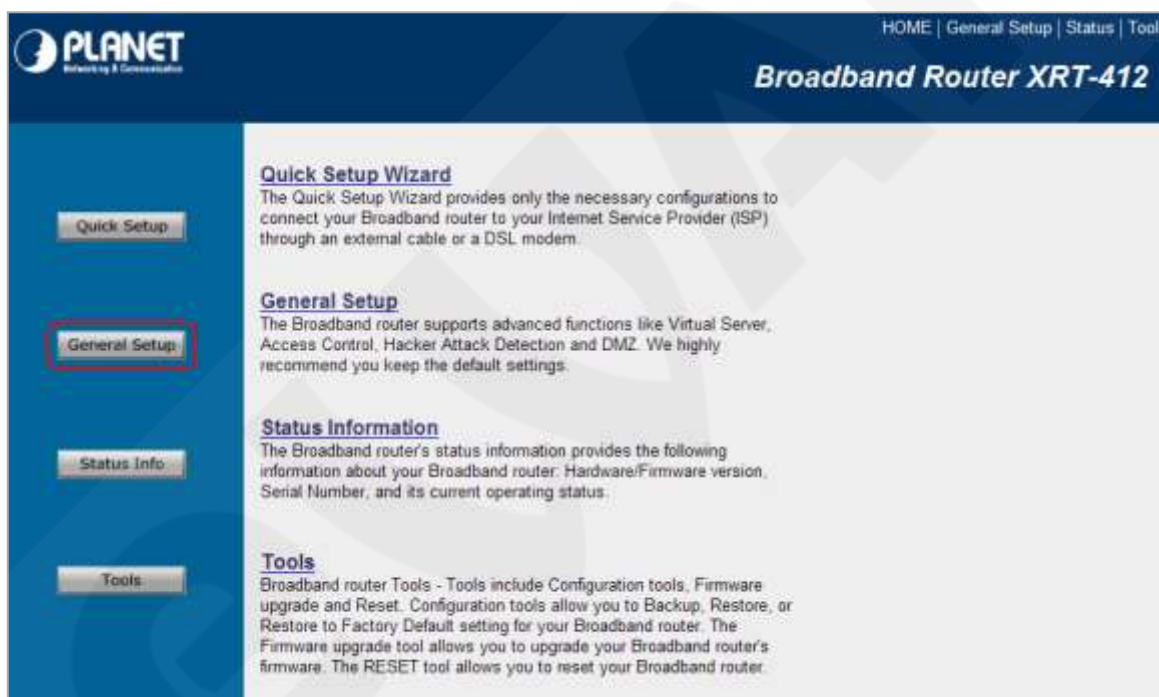 PLANET
Networking & Communication
HOME | General Setup | Status | Tool
Broadband Router XRT-412
Quick Setup
Quick Setup Wizard
The Quick Setup Wizard provides only the necessary configurations to
connect your Broadband router to your Internet Service Provider (ISP)
through an external cable or a DSL modem.
General Setup
General Setup
The Broadband router supports advanced functions like Virtual Server,
Access Control, Hacker Attack Detection and DMZ. We highly
recommend you keep the default settings.
Status Info
Status Information
The Broadband router's status information provides the following
information about your Broadband router: Hardware/Firmware version,
Serial Number, and its current operating status.
Tools
Tools
Broadband router Tools - Tools include Configuration tools, Firmware
upgrade and Reset. Configuration tools allow you to Backup, Restore, or
Restore to Factory Default setting for your Broadband router. The
Firmware upgrade tool allows you to upgrade your Broadband router's
firmware. The RESET tool allows you to reset your Broadband router.